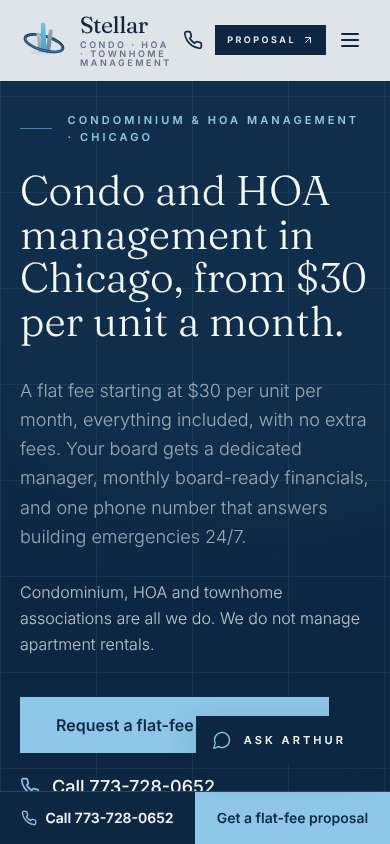 Stellar
CONDO · HOA
· TOWNHOME
MANAGEMENT
PROPOSAL
CONDOMINIUM & HOA MANAGEMENT
· CHICAGO
Condo and HOA
management in
Chicago, from $30
per unit a month.
A flat fee starting at $30 per unit per
month, everything included, with no extra
fees. Your board gets a dedicated
manager, monthly board-ready financials,
and one phone number that answers
building emergencies 24/7.
Condominium, HOA and townhome
associations are all we do. We do not manage
apartment rentals.
Request a flat-fee
ASK ARTHUR
Call 773-728-0652
Call 773-728-0652
Get a flat-fee proposal